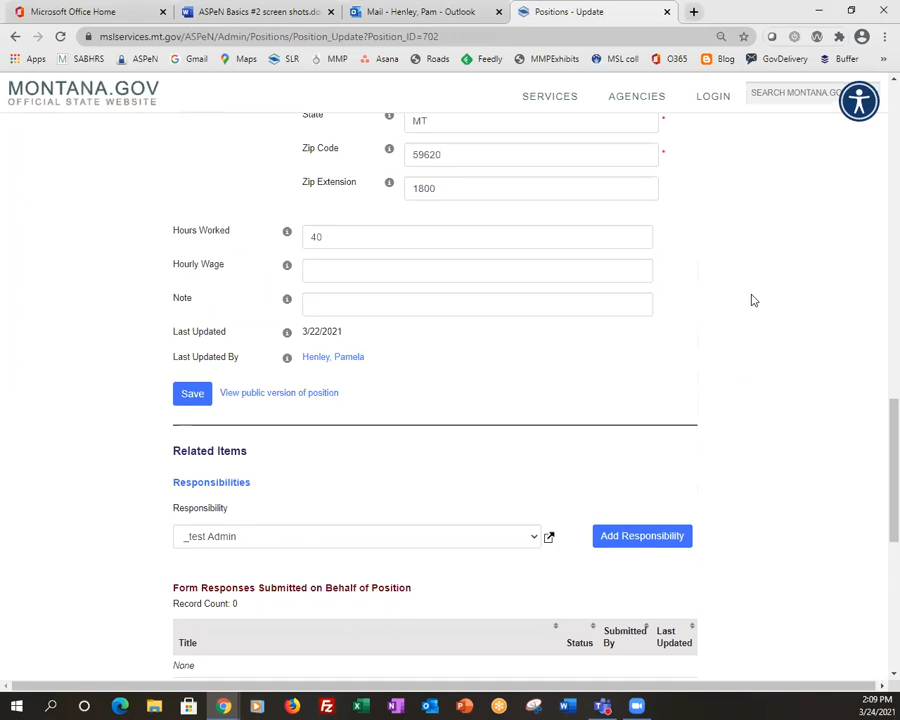 Microsoft Office Home
ASPeN Basics #2 screen shots.do
Mail - Henley, Pam - Outlook
Positions - Update
mslservices.mt.gov/ASPeN/Admin/Positions/Position_Update?Position_ID=702
Apps SABHRS ASPeN Gmail Maps SLR MMP Asana Roads Feedly MMPExhibits MSL coll O365 Blog GovDelivery Buffer
MONTANA.GOV
OFFICIAL STATE WEBSITE
SERVICES AGENCIES LOGIN SEARCH MONTANA.GO
State MT *
Zip Code 59620 *
Zip Extension 1800
Hours Worked 40
Hourly Wage
Note
Last Updated 3/22/2021
Last Updated By Henley, Pamela
Save View public version of position
Related Items
Responsibilities
Responsibility
_test Admin Add Responsibility
Form Responses Submitted on Behalf of Position
Record Count: 0
Title Status Submitted By Last Updated
None
2:09 PM
3/24/2021